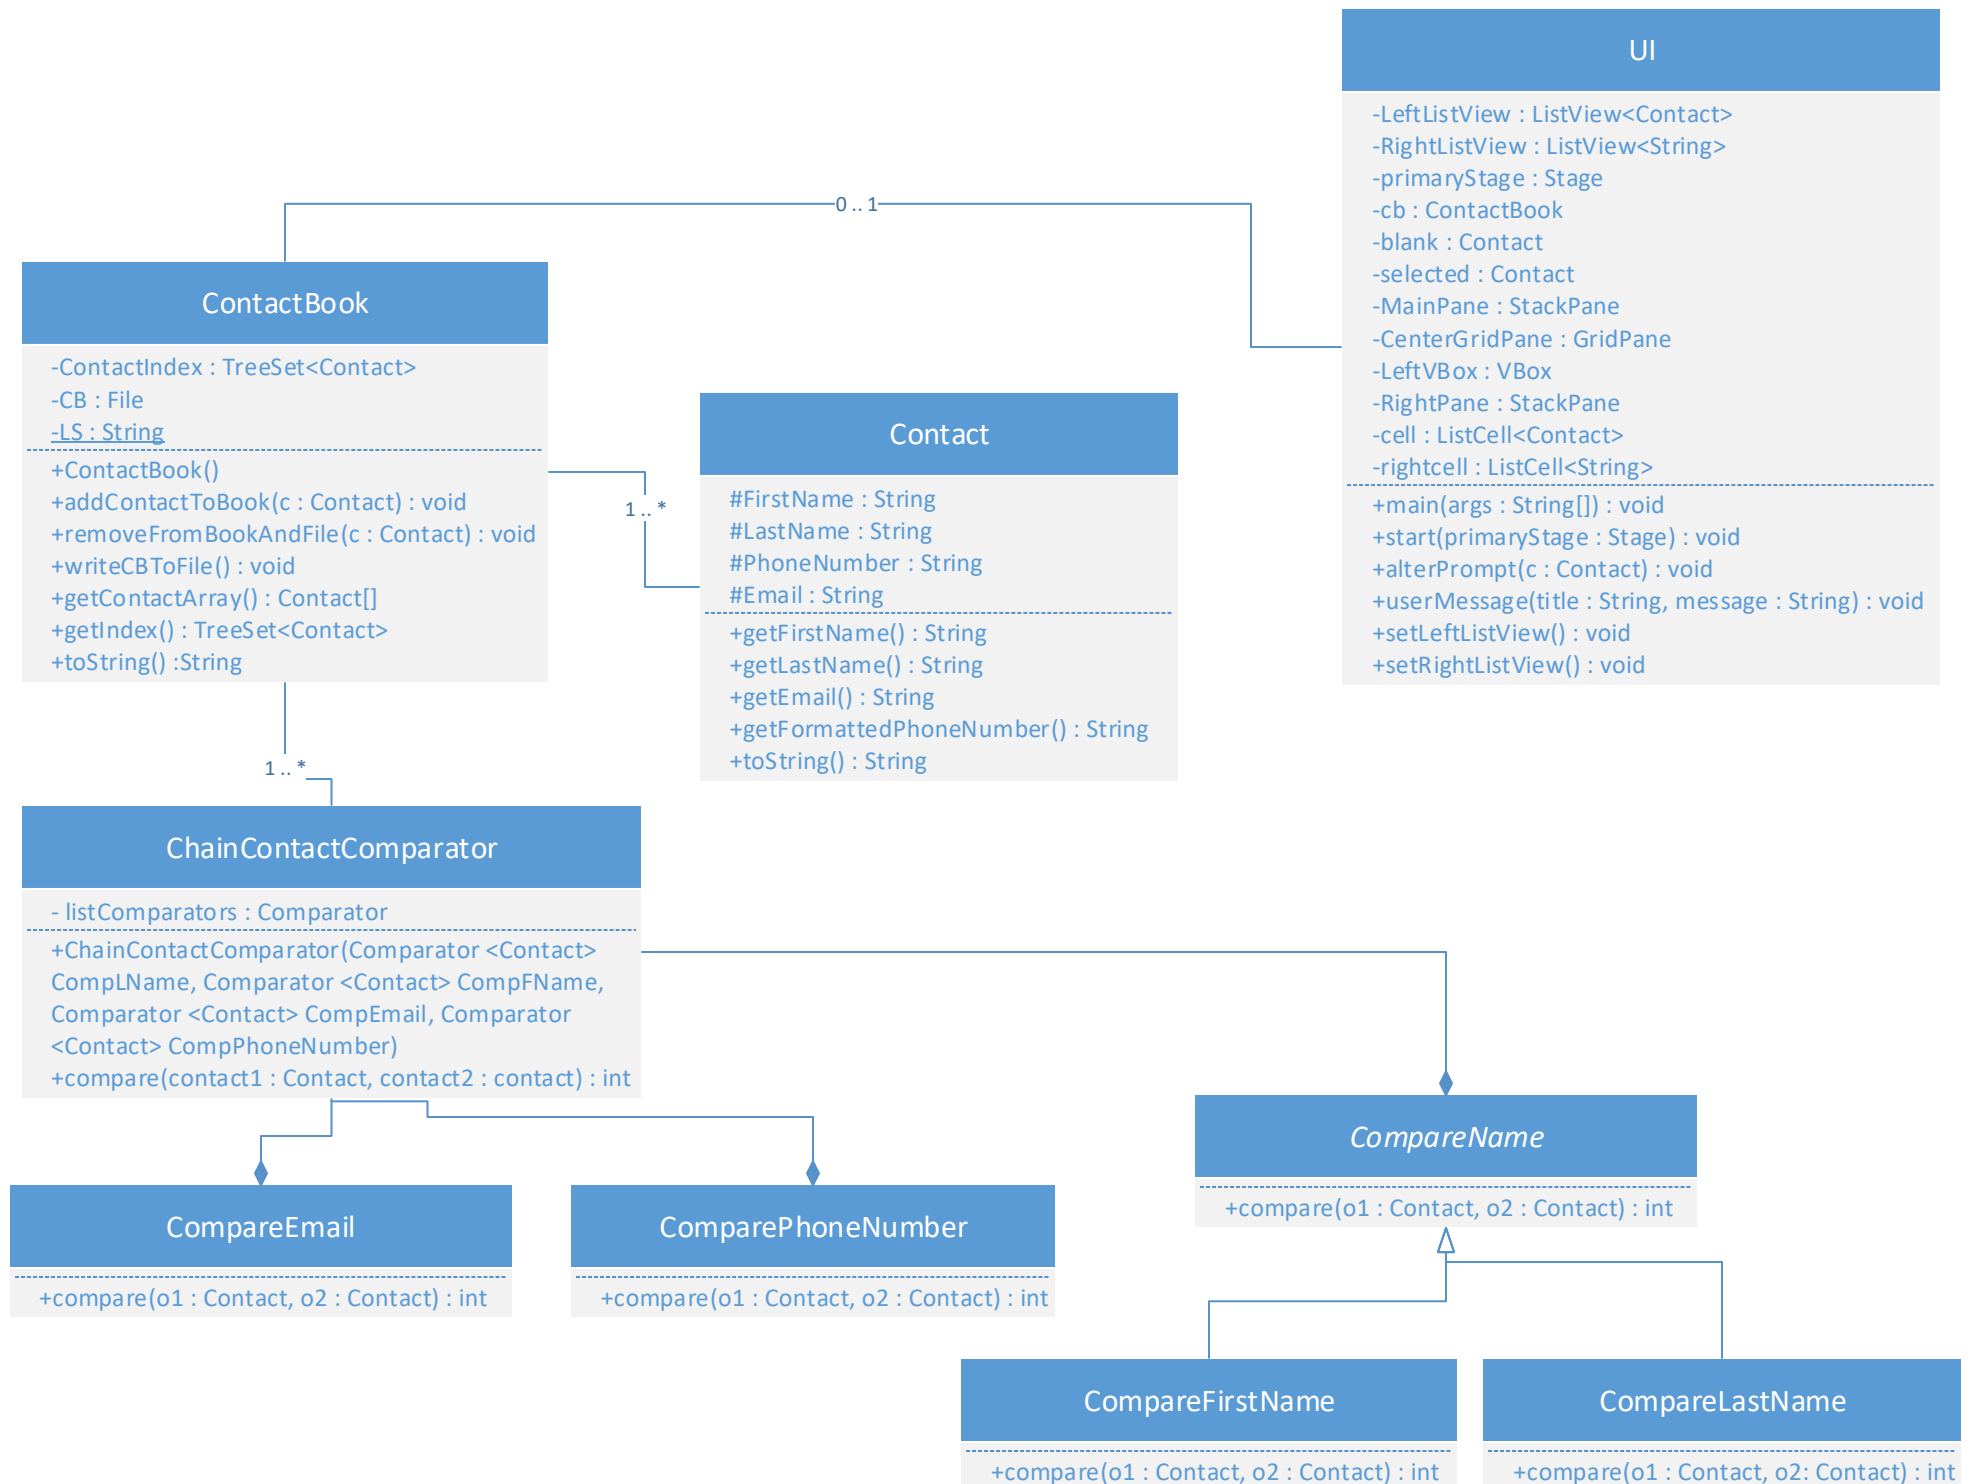 UI
-LeftListView : ListView<Contact>
-RightListView : ListView<String>
-primaryStage : Stage
-cb : ContactBook
-blank : Contact
-selected : Contact
-MainPane : StackPane
-CenterGridPane : GridPane
-LeftVBox : VBox
-RightPane : StackPane
-cell : ListCell<Contact>
-rightcell : ListCell<String>
+main(args : String[]) : void
+start(primaryStage : Stage) : void
+alterPrompt(c : Contact) : void
+userMessage(title : String, message : String) : void
+setLeftListView() : void
+setRightListView() : void
0 .. 1
ContactBook
-ContactIndex : TreeSet<Contact>
-CB : File
-LS : String
+ContactBook()
+addContactToBook(c : Contact) : void
+removeFromBookAndFile(c : Contact) : void
+writeCBToFile() : void
+getContactArray() : Contact[]
+getIndex() : TreeSet<Contact>
+toString() :String
1 .. *
Contact
#FirstName : String
#LastName : String
#PhoneNumber : String
#Email : String
+getFirstName() : String
+getLastName() : String
+getEmail() : String
+getFormattedPhoneNumber() : String
+toString() : String
1 .. *
ChainContactComparator
- listComparators : Comparator
+ChainContactComparator(Comparator <Contact>
CompLName, Comparator <Contact> CompFName,
Comparator <Contact> CompEmail, Comparator
<Contact> CompPhoneNumber)
+compare(contact1 : Contact, contact2 : contact) : int
CompareName
+compare(o1 : Contact, o2 : Contact) : int
CompareEmail
+compare(o1 : Contact, o2 : Contact) : int
ComparePhoneNumber
+compare(o1 : Contact, o2 : Contact) : int
CompareFirstName
+compare(o1 : Contact, o2 : Contact) : int
CompareLastName
+compare(o1 : Contact, o2: Contact) : int